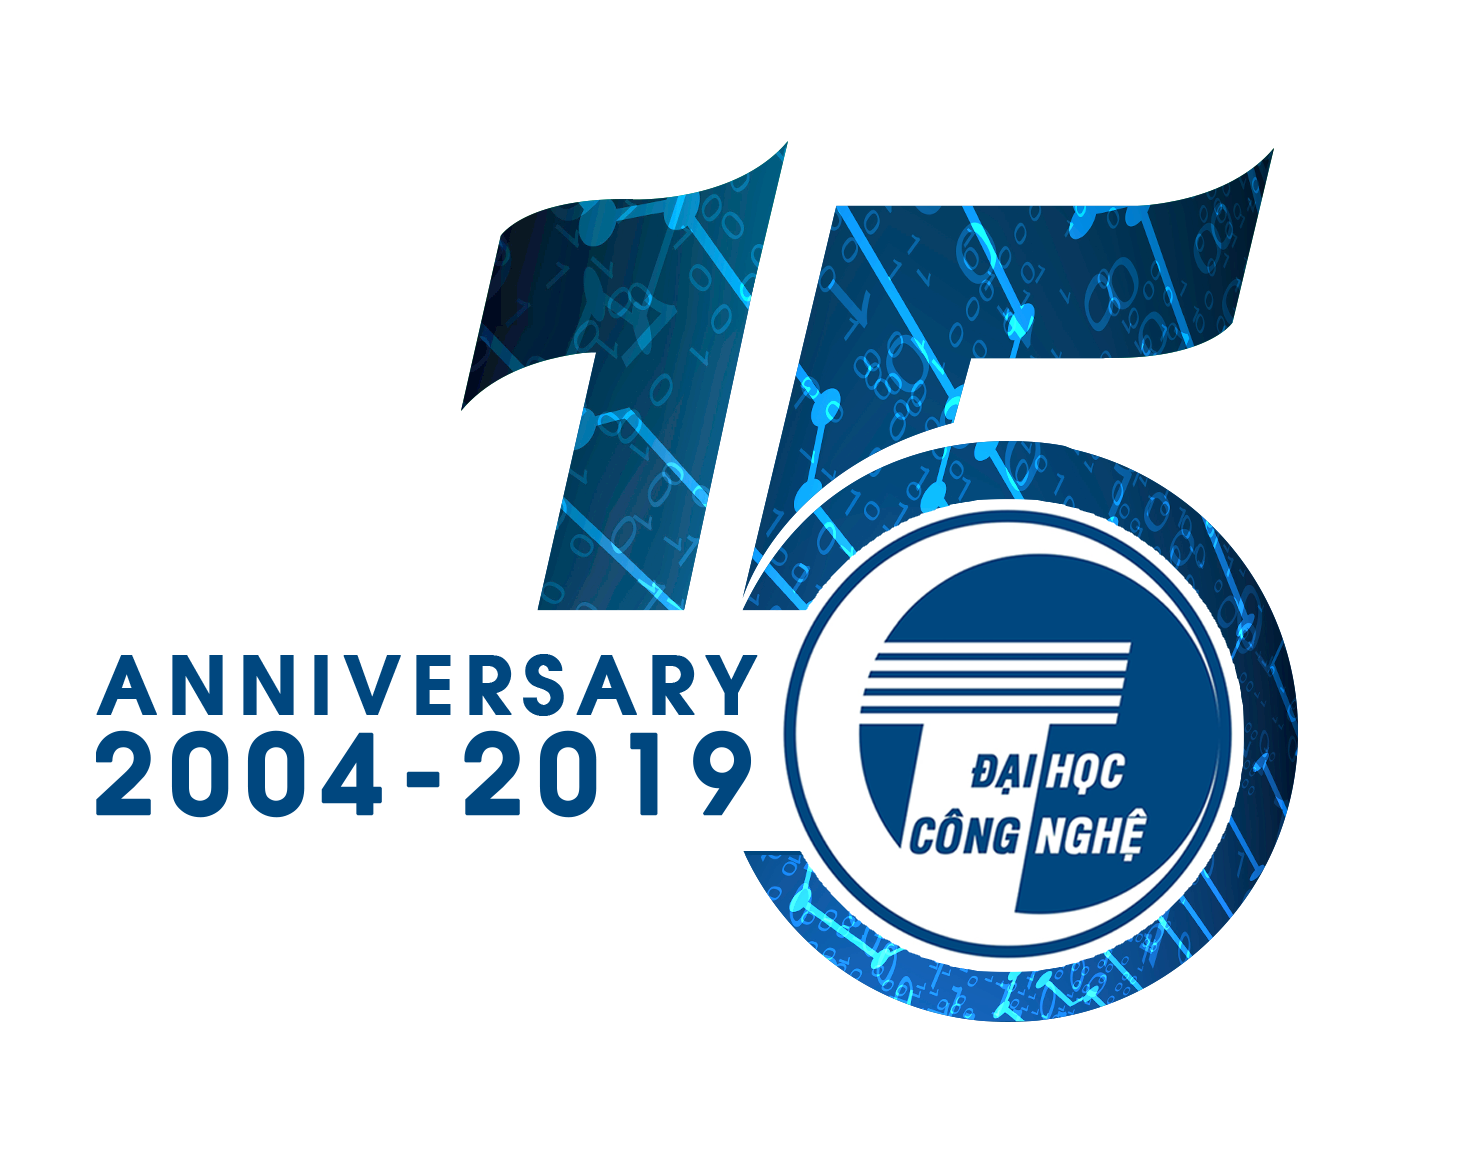 15
ANNIVERSARY
2004-2019
ĐẠI HỌC
CÔNG NGHỆ